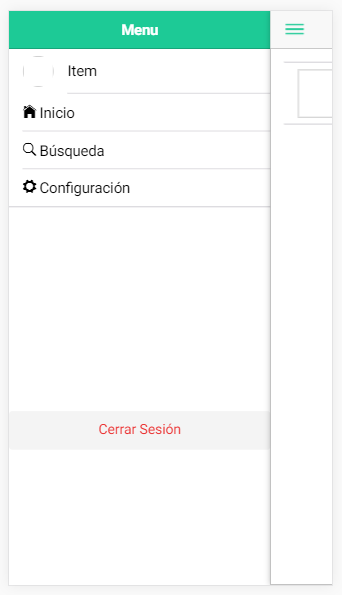 Menu
Item
Inicio
Búsqueda
Configuración
Cerrar Sesión